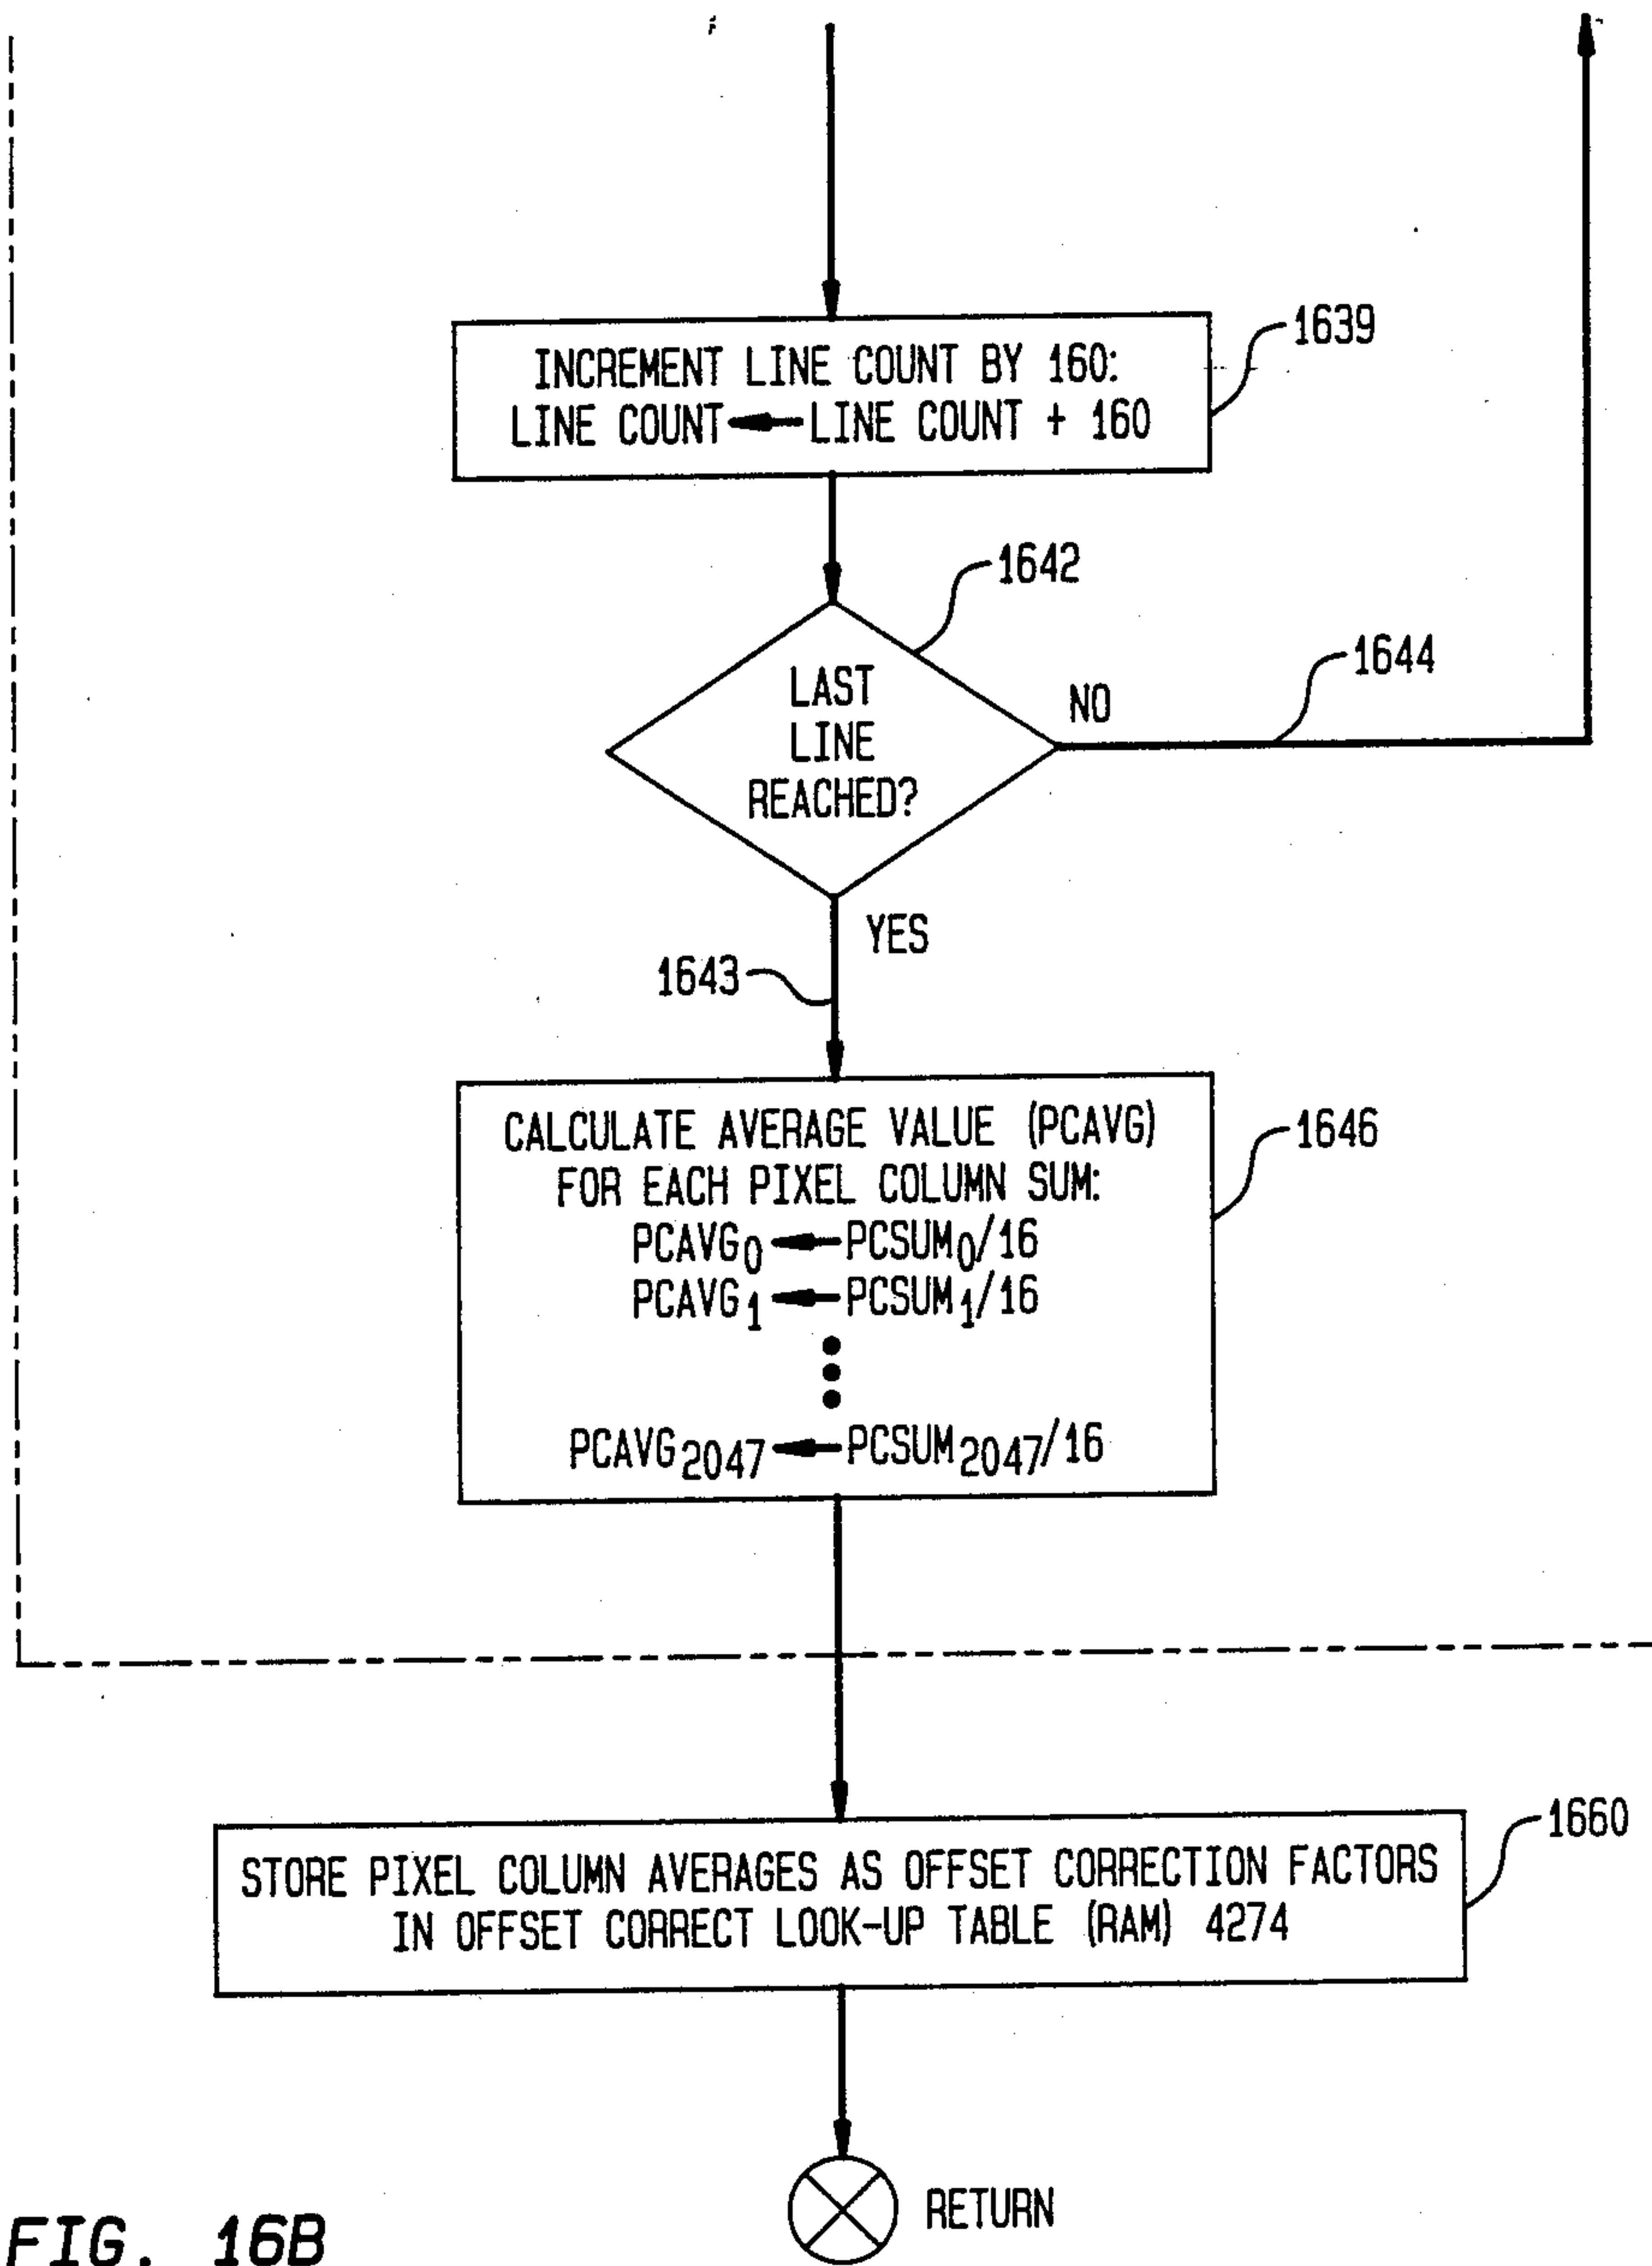 INCREMENT LINE COUNT BY 160:
LINE COUNT ← LINE COUNT + 160
1639
1642
LAST
LINE
REACHED?
NO
1644
YES
1643
CALCULATE AVERAGE VALUE (PCAVG)
FOR EACH PIXEL COLUMN SUM:
PCAVG0 ← PCSUM0/16
PCAVG1 ← PCSUM1/16
PCAVG2047 ← PCSUM2047/16
1646
1660
STORE PIXEL COLUMN AVERAGES AS OFFSET CORRECTION FACTORS
IN OFFSET CORRECT LOOK-UP TABLE (RAM) 4274
RETURN
FIG. 16B